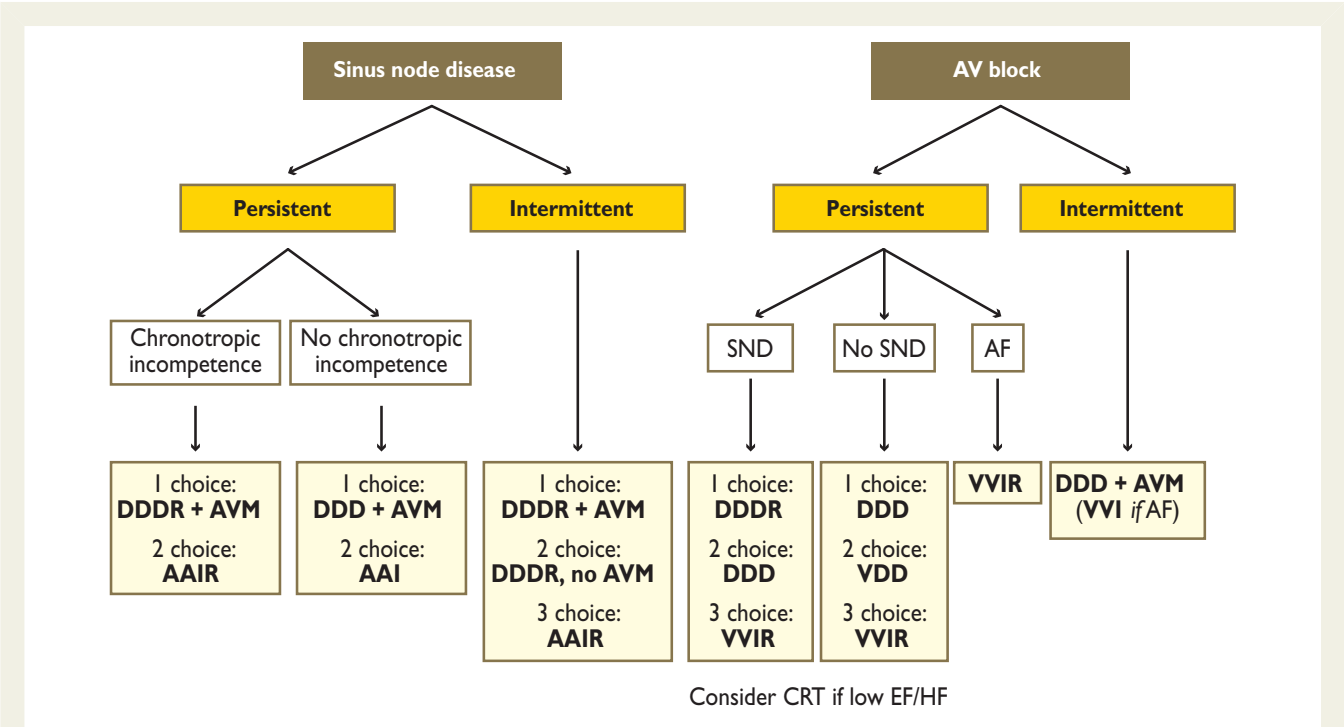 Sinus node disease
AV block
Persistent
Intermittent
Persistent
Intermittent
Chronotropic
incompetence
No chronotropic
incompetence
SND
No SND
AF
1 choice:
DDDR + AVM
2 choice:
AAIR
1 choice:
DDD + AVM
2 choice:
AAI
1 choice:
DDDR + AVM
2 choice:
DDDR, no AVM
3 choice:
AAIR
1 choice:
DDDR
2 choice:
DDD
3 choice:
VVIR
1 choice:
DDD
2 choice:
VDD
3 choice:
VVIR
VVIR
DDD + AVM
(VVI if AF)
Consider CRT if low EF/HF